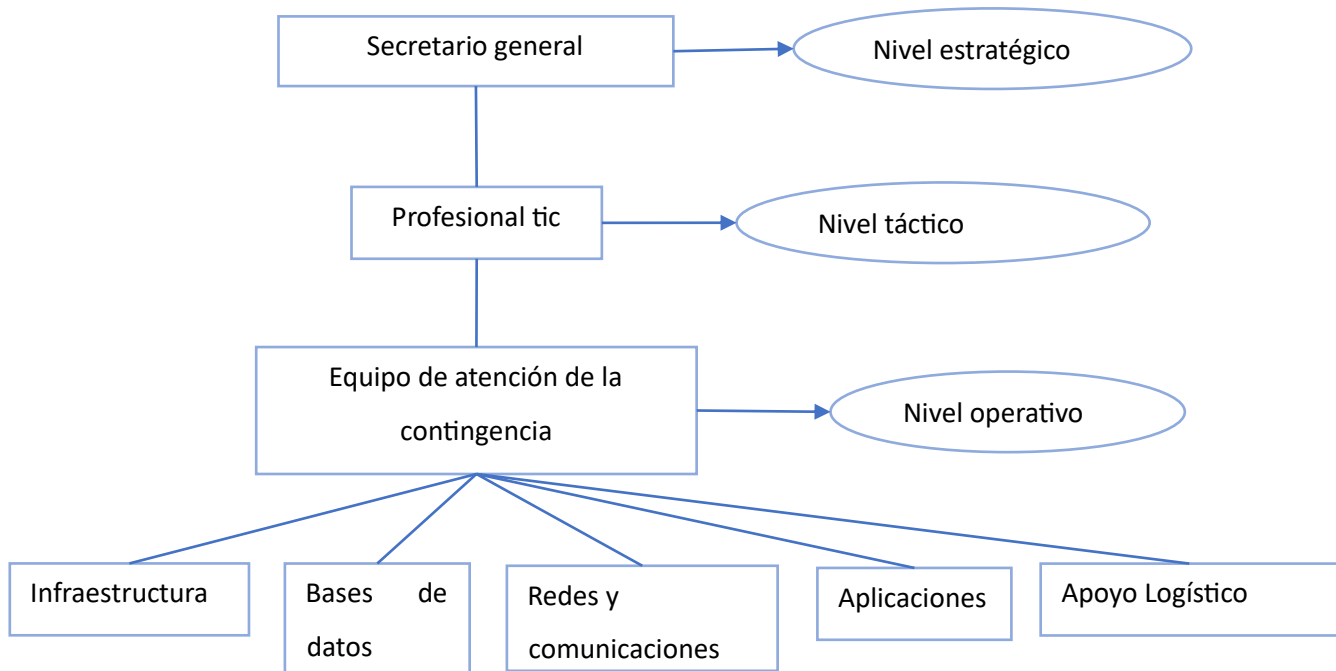 Secretario general
Nivel estratégico
Profesional tic
Nivel táctico
Equipo de atención de la
contingencia
Nivel operativo
Infraestructura
Bases de
datos
Redes y
comunicaciones
Aplicaciones
Apoyo Logístico